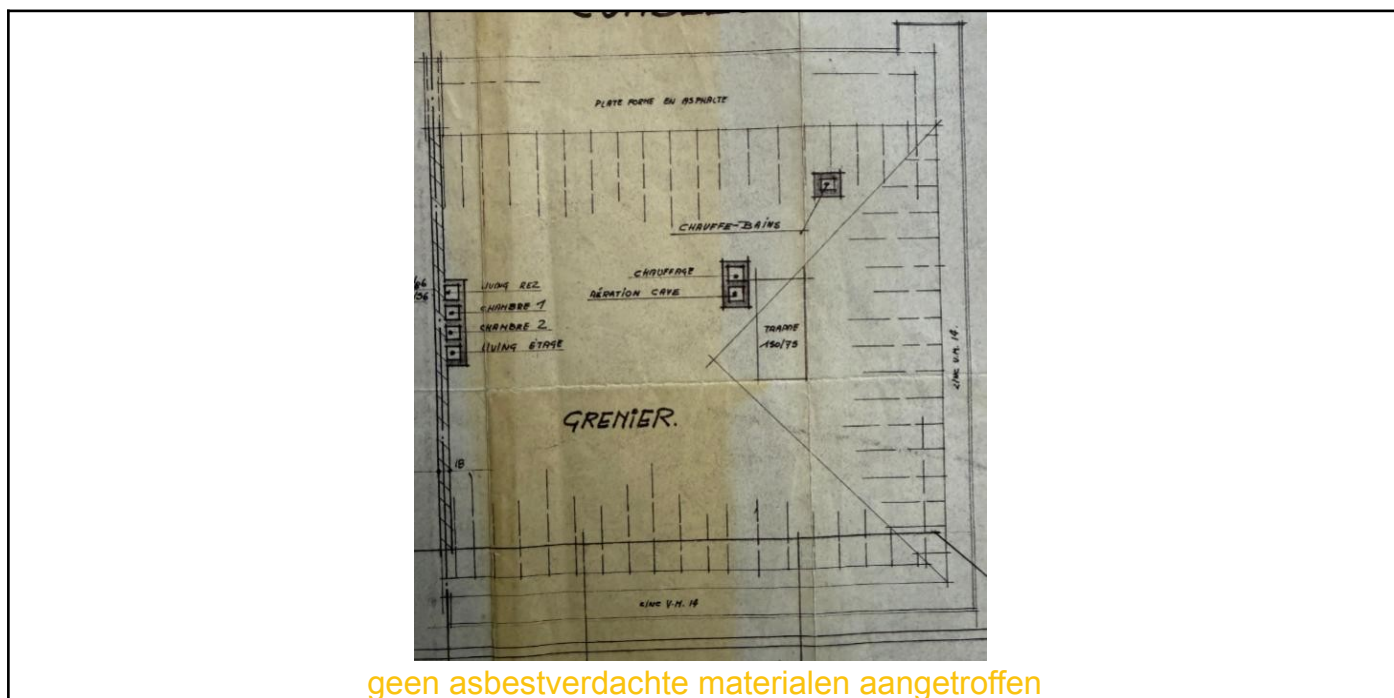 PLATE FORME EN ASPHALTE
CHAUFFE-BAINS
CHAUFFAGE
AÉRATION CAVE
LIVING REZ
CHAMBRE 1
CHAMBRE 2
LIVING ÉTAGE
TRAPPE
150/75
ZINC V.M. 14.
GRENIER.
18
ZINC V.M. 14
geen asbestverdachte materialen aangetroffen